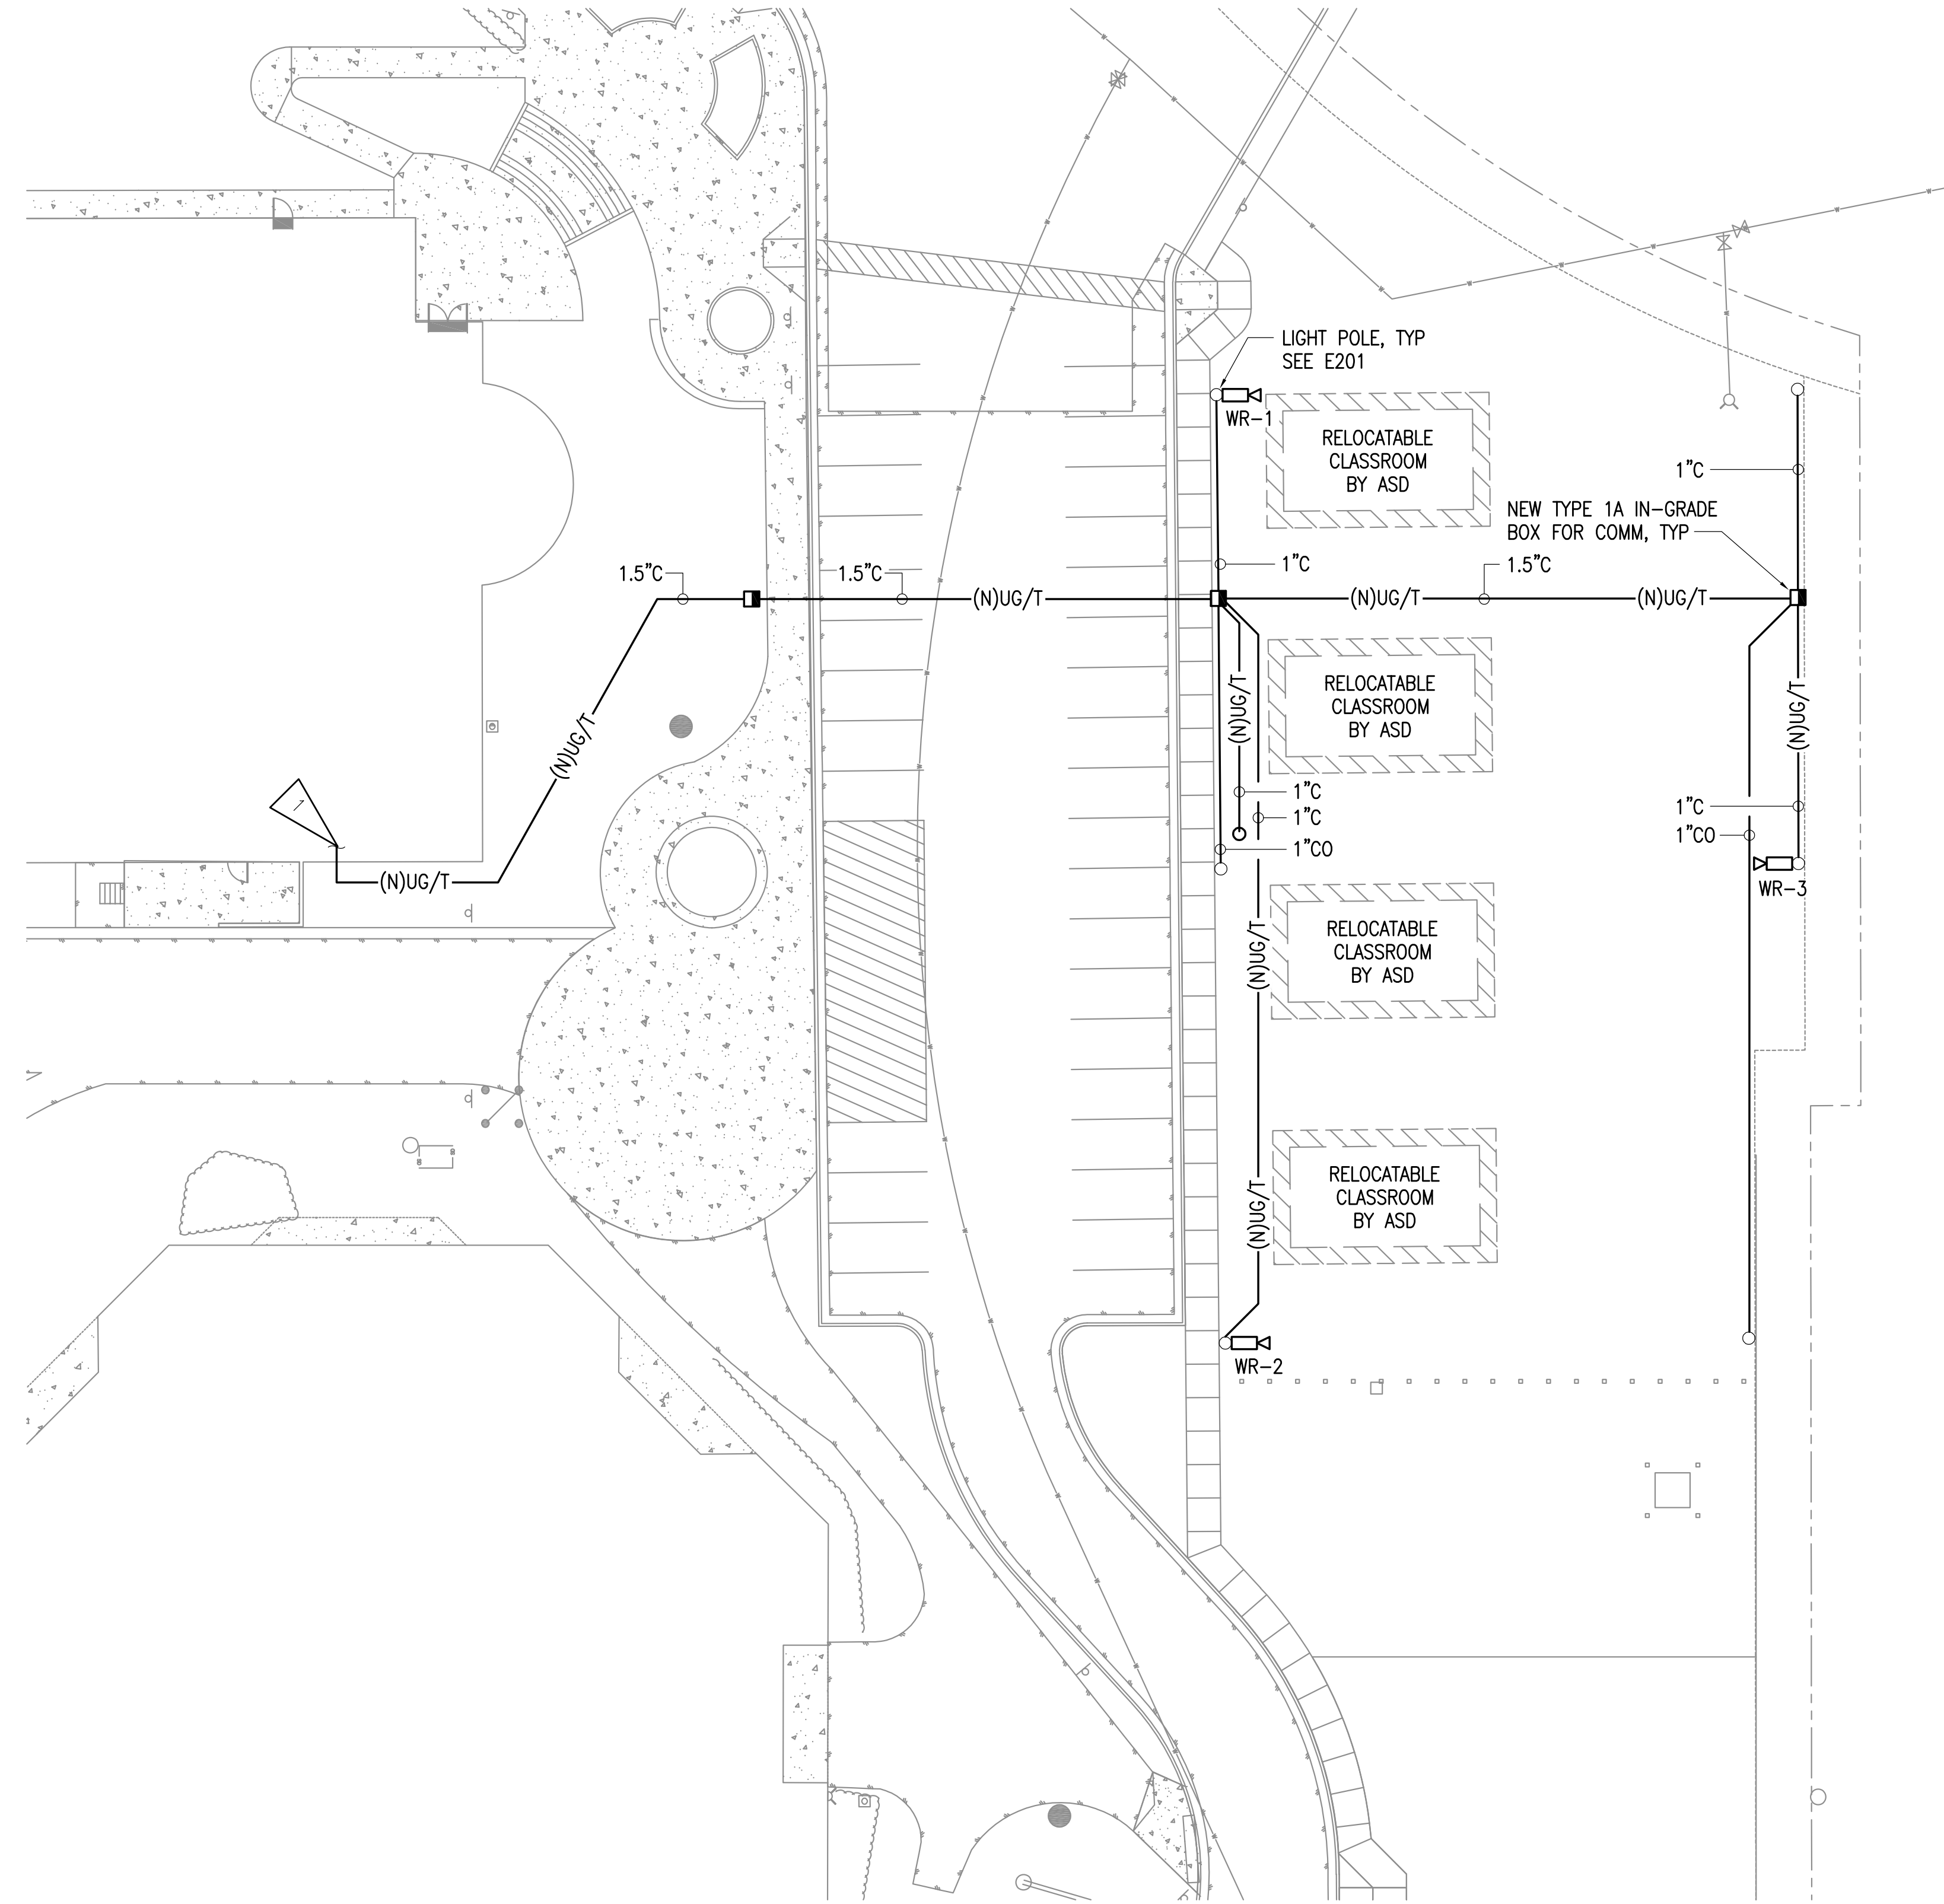 LIGHT POLE, TYP
SEE E201
WR-1
RELOCATABLE
CLASSROOM
BY ASD
1"C
NEW TYPE 1A IN-GRADE
BOX FOR COMM, TYP
1.5"C
1.5"C
1"C
1.5"C
(N)UG/T
(N)UG/T
(N)UG/T
RELOCATABLE
CLASSROOM
BY ASD
(N)UG/T
(N)UG/T
(N)UG/T
1"C
1"C
1"CO
1"C
1"CO
1
(N)UG/T
WR-3
RELOCATABLE
CLASSROOM
BY ASD
(N)UG/T
RELOCATABLE
CLASSROOM
BY ASD
(N)UG/T
WR-2